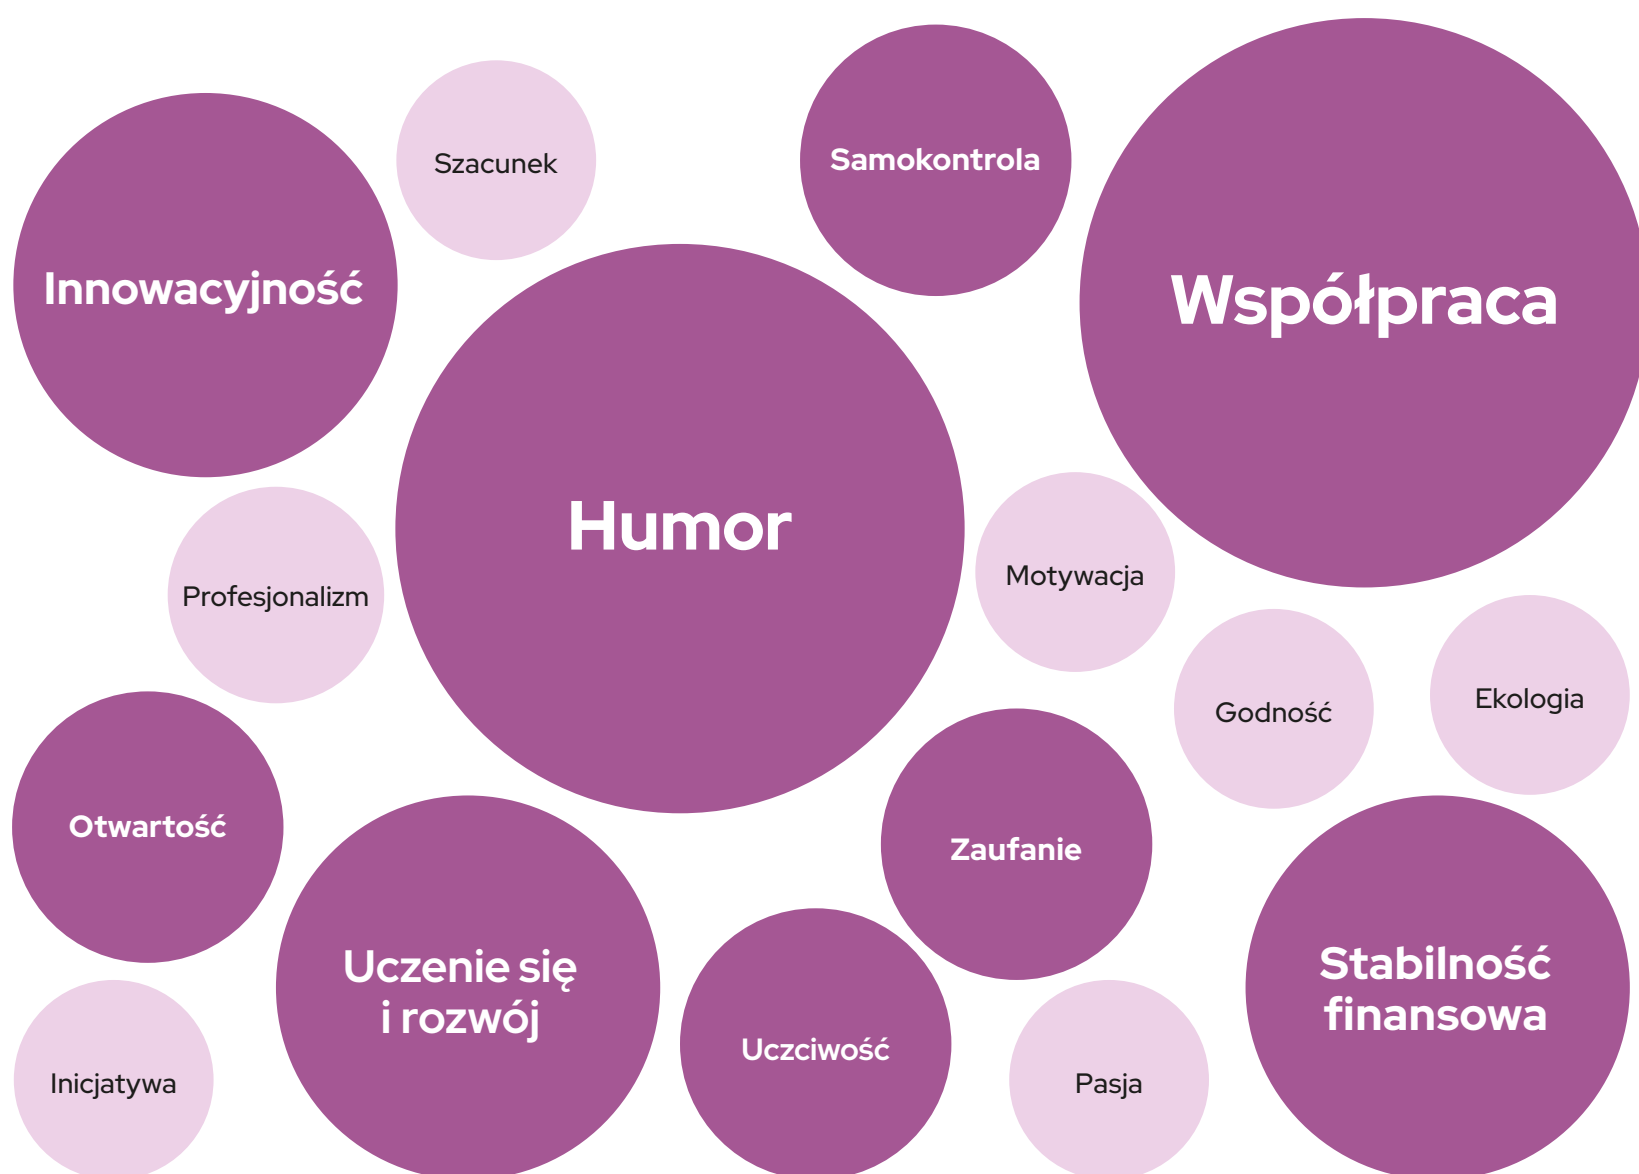 Szacunek
Samokontrola
Innowacyjność
Współpraca
Humor
Motywacja
Profesjonalizm
Godność
Ekologia
Otwartość
Zaufanie
Uczenie się
i rozwój
Stabilność
finansowa
Uczciwość
Inicjatywa
Pasja